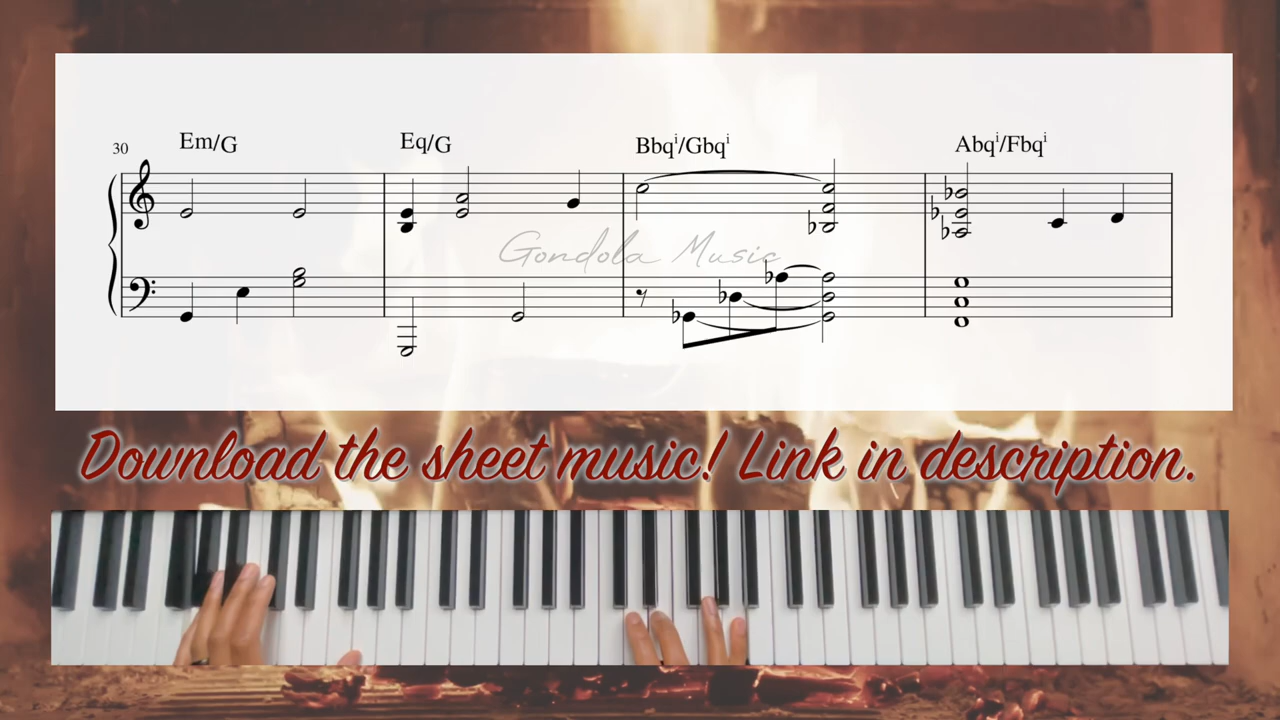 30 Em/G Eq/G Bbqⁱ/Gbqⁱ Abqⁱ/Fbqⁱ
Gondola Music
Download the sheet music! Link in description.